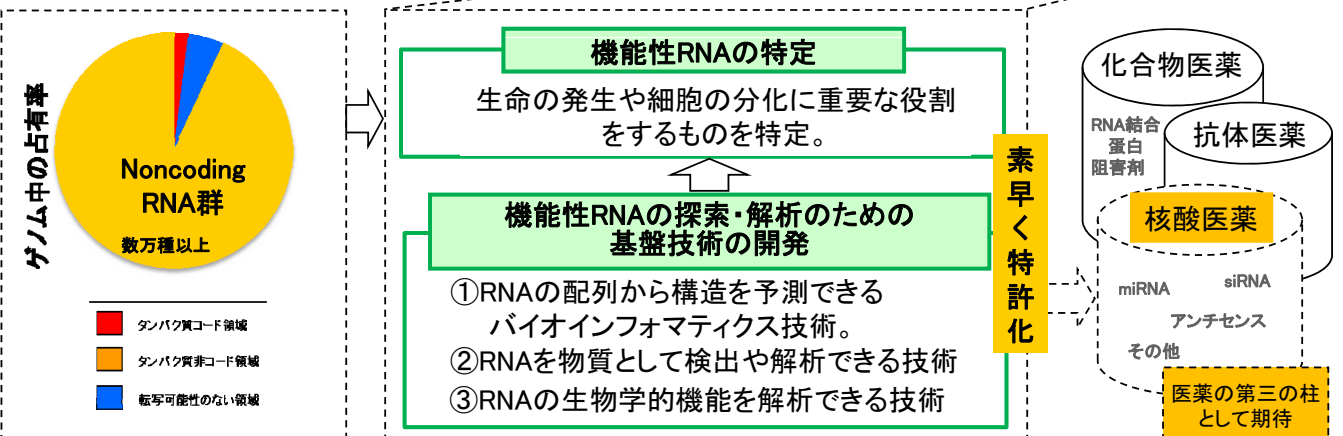 ゲノム中の占有率
Noncoding
RNA群
数万種以上
タンパク質コード領域
タンパク質非コード領域
転写可能性のない領域
機能性RNAの特定
生命の発生や細胞の分化に重要な役割
をするものを特定。
機能性RNAの探索・解析のための
基盤技術の開発
①RNAの配列から構造を予測できる
バイオインフォマティクス技術。
②RNAを物質として検出や解析できる技術
③RNAの生物学的機能を解析できる技術
素早く特許化
化合物医薬
RNA結合
蛋白
阻害剤
抗体医薬
核酸医薬
miRNA
siRNA
アンチセンス
その他
医薬の第三の柱
として期待